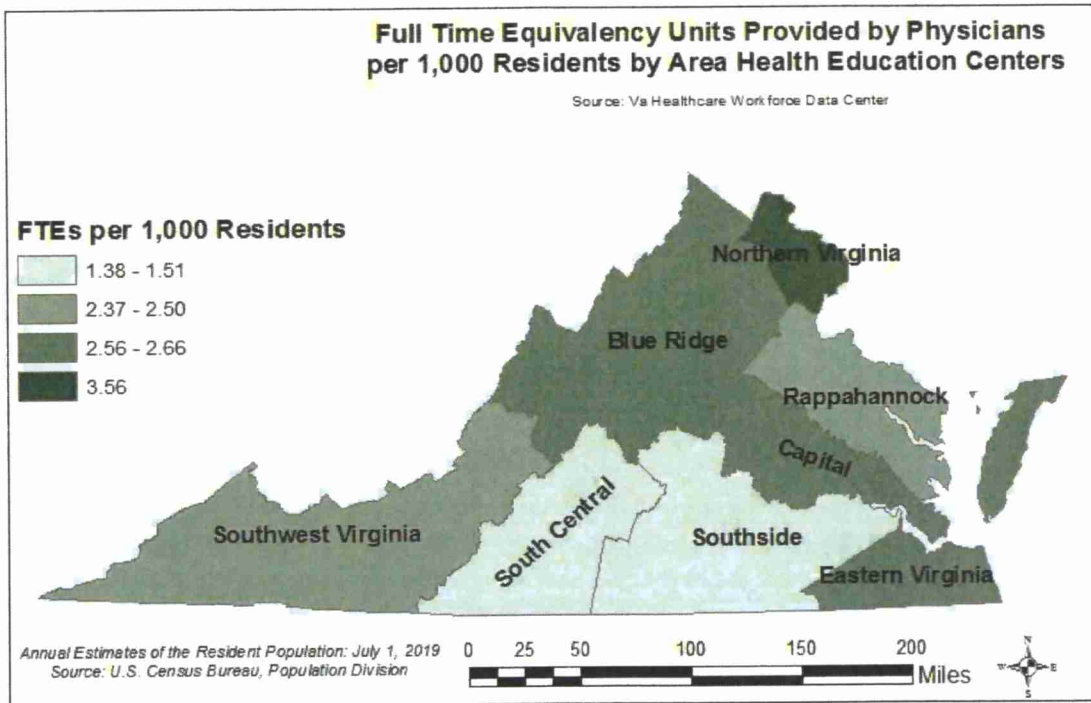 Full Time Equivalency Units Provided by Physicians
per 1,000 Residents by Area Health Education Centers
Source: Va Healthcare Work force Data Center
FTEs per 1,000 Residents
1.38 - 1.51
2.37 - 2.50
2.56 - 2.66
3.56
Northern Virginia
Blue Ridge
Rappahannock
Capital
Southwest Virginia
South Central
Southside
Eastern Virginia
Annual Estimates of the Resident Population: July 1, 2019
Source: U.S. Census Bureau, Population Division
0 25 50 100 150 200
Miles
N
W E
S